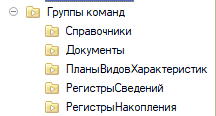 Группы команд
Справочники
Документы
ПланыВидовХарактеристик
РегистрыСведений
РегистрыНакопления